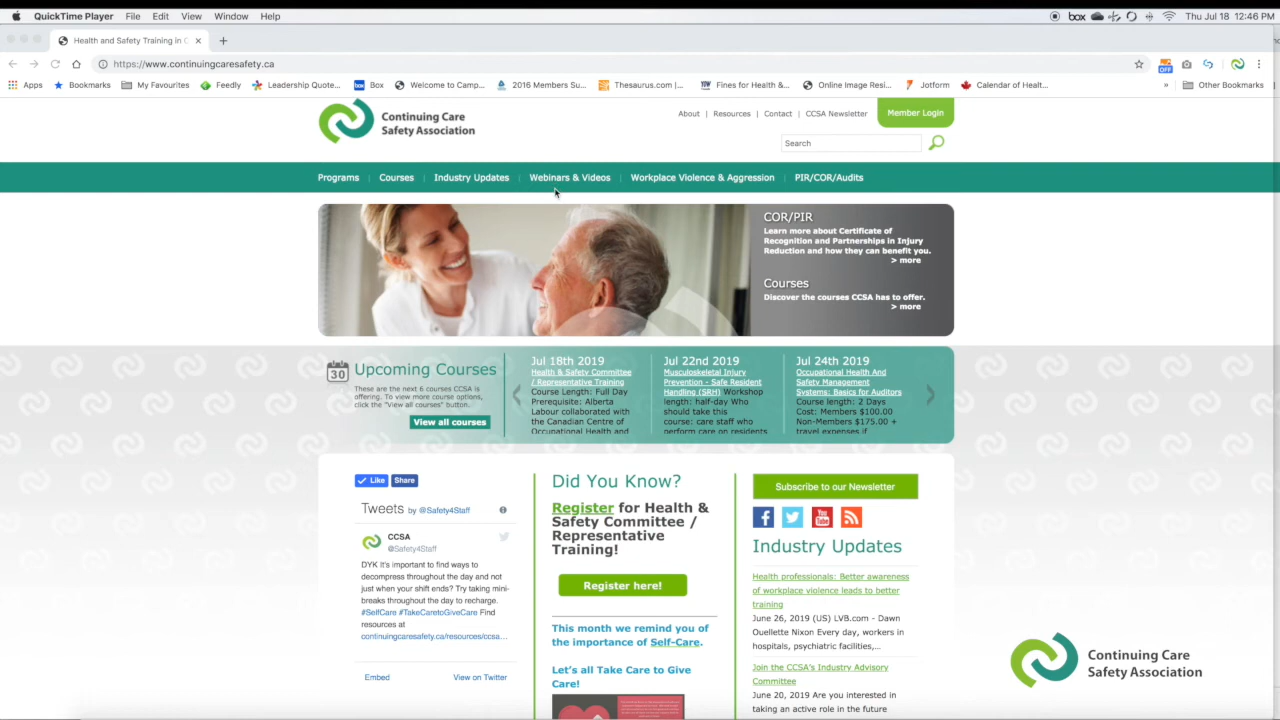 QuickTime Player File Edit View Window Help
box Thu Jul 18 12:46 PM
Health and Safety Training in
https://www.continuingcaresafety.ca
OFF
Apps Bookmarks My Favourites Feedly Leadership Quote... box Box Welcome to Camp... 2016 Members Su... Thesaurus.com |... Fines for Health &... Online Image Resi... Jotform Calendar of Healt... » Other Bookmarks
Continuing Care
Safety Association
About | Resources | Contact | CCSA Newsletter
Member Login
Search
Programs Courses Industry Updates Webinars & Videos Workplace Violence & Aggression PIR/COR/Audits
COR/PIR
Learn more about Certificate of
Recognition and Partnerships in Injury
Reduction and how they can benefit you.
> more
Courses
Discover the courses CCSA has to offer.
> more
30
Upcoming Courses
These are the next 6 courses CCSA is
offering. To view more course options,
click the "View all courses" button.
View all courses
Jul 18th 2019
Health & Safety Committee
/ Representative Training
Course Length: Full Day
Prerequisite: Alberta
Labour collaborated with
the Canadian Centre of
Occupational Health and
Jul 22nd 2019
Musculoskeletal Injury
Prevention - Safe Resident
Handling (SRH) Workshop
length: half-day Who
should take this
course: care staff who
perform care on residents
Jul 24th 2019
Occupational Health And
Safety Management
Systems: Basics for Auditors
Course length: 2 Days
Cost: Members $100.00
Non-Members $175.00 +
travel expenses if
Like Share
Tweets by @Safety4Staff
CCSA
@Safety4Staff
DYK it's important to find ways to
decompress throughout the day and not
just when your shift ends? Try taking mini-
breaks throughout the day to recharge.
#SelfCare #TakeCaretoGiveCare Find
resources at
continuingcaresafety.ca/resources/ccsa...
Embed View on Twitter
Did You Know?
Register for Health &
Safety Committee /
Representative
Training!
Register here!
This month we remind you of
the importance of Self-Care.
Let's all Take Care to Give
Care!
Subscribe to our Newsletter
You Tube
Industry Updates
Health professionals: Better awareness
of workplace violence leads to better
training
June 26, 2019 (US) LVB.com - Dawn
Ouellette Nixon Every day, workers in
hospitals, psychiatric facilities,...
Join the CCSA's Industry Advisory
Committee
June 20, 2019 Are you interested in
taking an active role in the future
Continuing Care
Safety Association